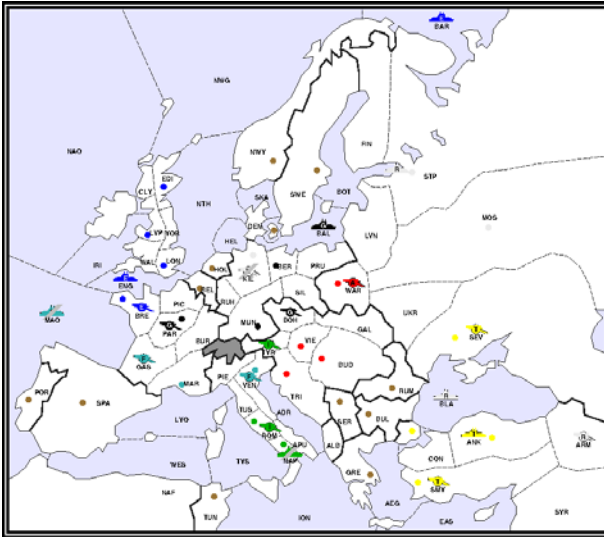 BAR
NWG
NAO
FIN
NWY
STP
SWE
BOT
EDI
CLY
MOS
NTH
SKA
LVN
DEN
LVP YOR
BAL
HEL
IRI
WAL LON
HOL
KIE BER PRU
WAR
ENG
BEL
RUH
SIL
UKR
MAO
BRE
PIC
BOH
PAR
MUN
GAL
SEV
BUR
TYR
VIE
GAS
BUD
MAR
PIE
VEN
TRI
RUM
BLA
POR
SPA
TUS
ADR
SER
BUL
LYO
ROM
ANK
ARM
APU
ALB
CON
WES
TYS
NAP
NAF
GRE
SMY
TUN
ION
AEG
EAS
SYR